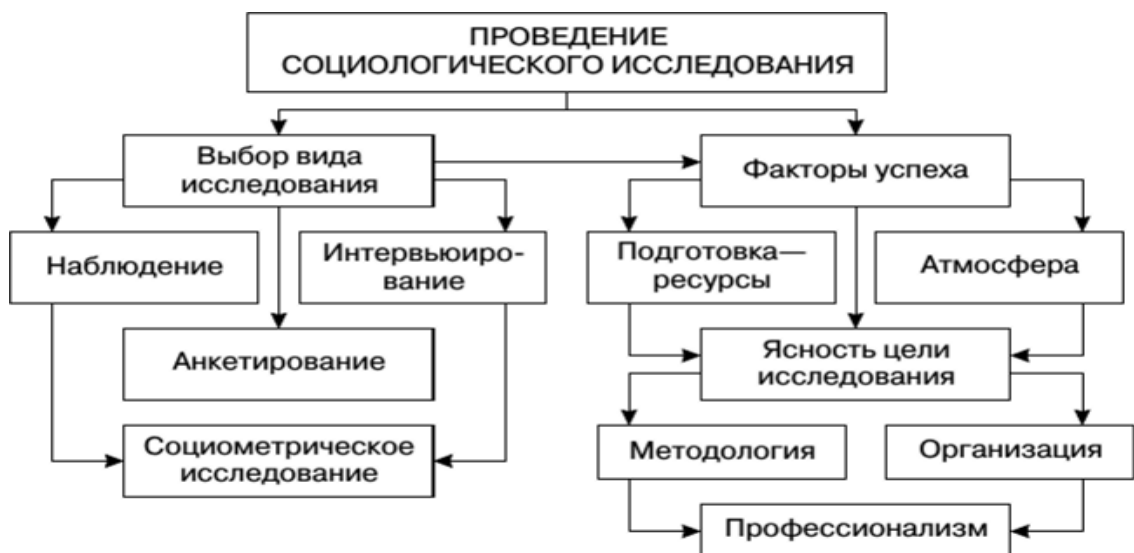 ПРОВЕДЕНИЕ
СОЦИОЛОГИЧЕСКОГО ИССЛЕДОВАНИЯ
Выбор вида
исследования
Факторы успеха
Наблюдение
Интервьюиро-
вание
Подготовка—
ресурсы
Атмосфера
Анкетирование
Ясность цели
исследования
Социометрическое
исследование
Методология
Организация
Профессионализм